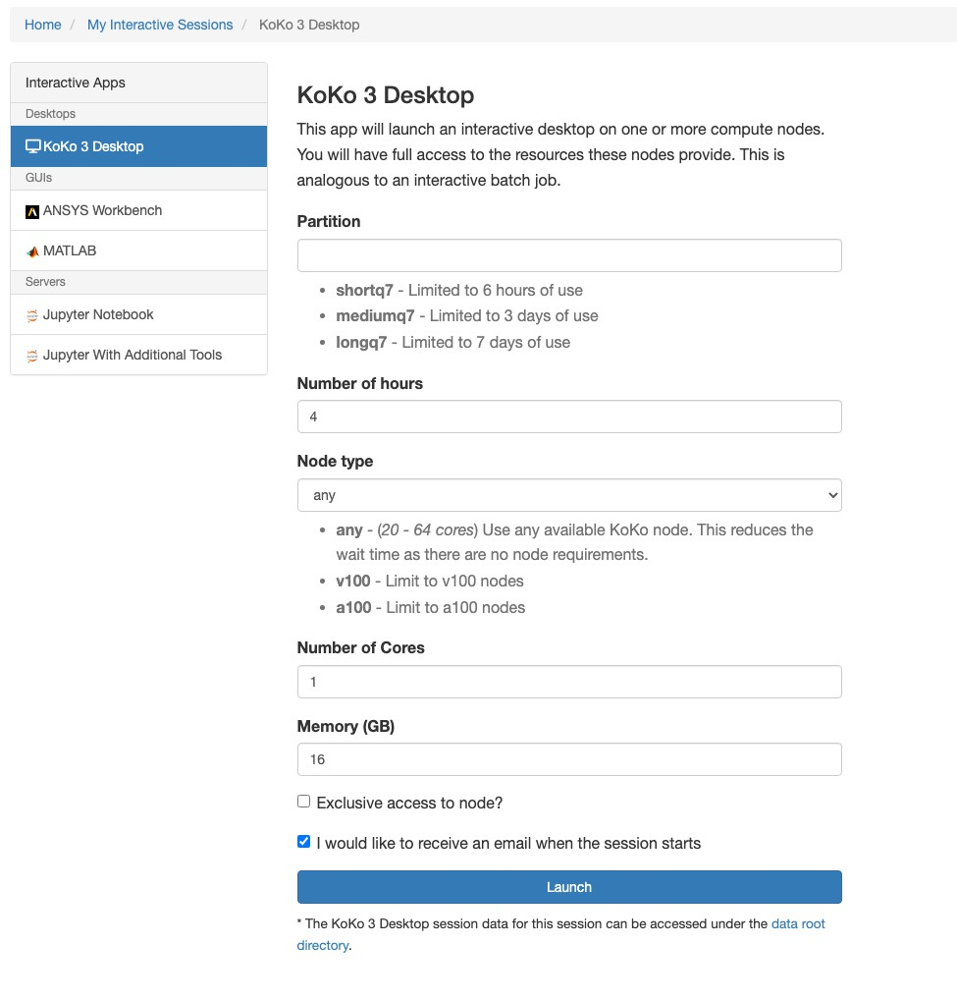 Home / My Interactive Sessions / KoKo 3 Desktop
Interactive Apps
Desktops
KoKo 3 Desktop
GUIs
ANSYS Workbench
MATLAB
Servers
Jupyter Notebook
Jupyter With Additional Tools
KoKo 3 Desktop
This app will launch an interactive desktop on one or more compute nodes.
You will have full access to the resources these nodes provide. This is
analogous to an interactive batch job.
Partition
• shortq7 - Limited to 6 hours of use
• mediumq7 - Limited to 3 days of use
• longq7 - Limited to 7 days of use
Number of hours
4
Node type
any
• any - (20 - 64 cores) Use any available KoKo node. This reduces the
wait time as there are no node requirements.
• v100 - Limit to v100 nodes
• a100 - Limit to a100 nodes
Number of Cores
1
Memory (GB)
16
Exclusive access to node?
I would like to receive an email when the session starts
Launch
* The KoKo 3 Desktop session data for this session can be accessed under the data root
directory.